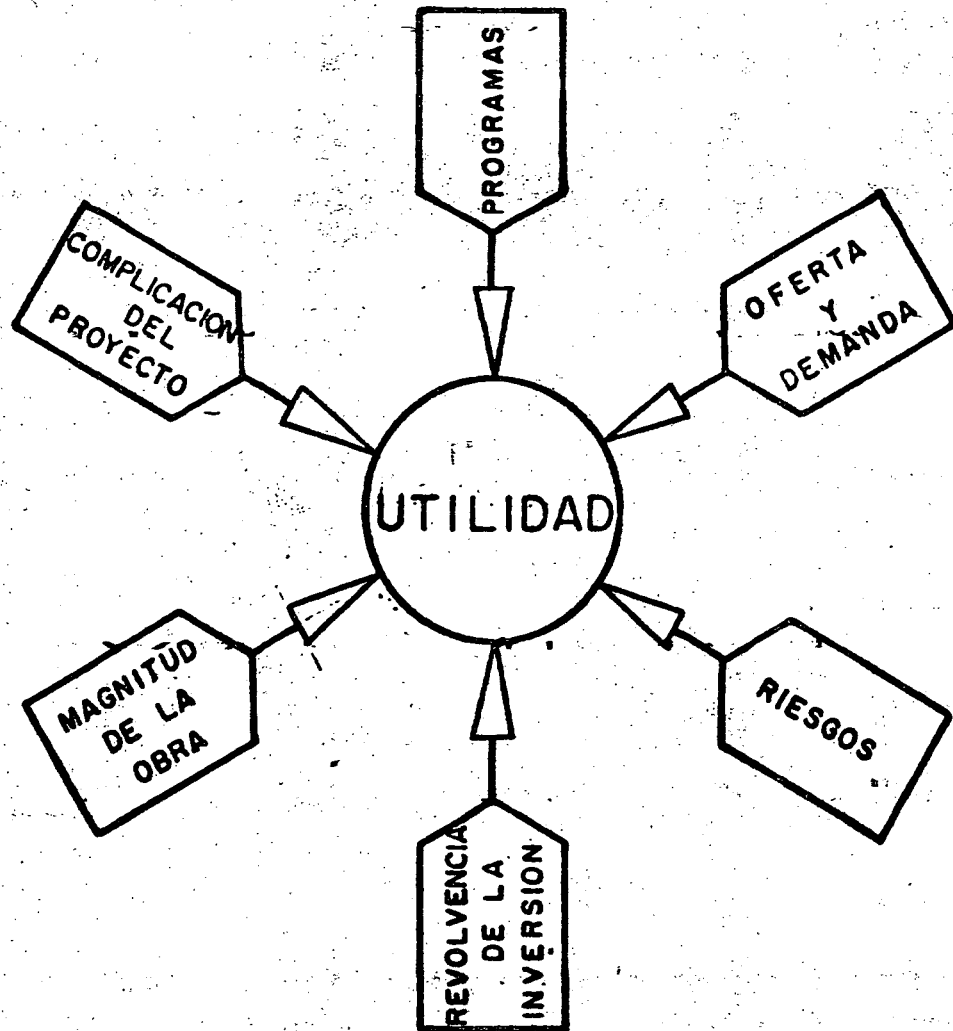 PROGRAMAS
COMPLICACION
DEL
PROYECTO
OFERTA
Y
DEMANDA
UTILIDAD
MAGNITUD
DE LA
OBRA
RIESGOS
REVOLVENCIA
DE LA
INVERSION